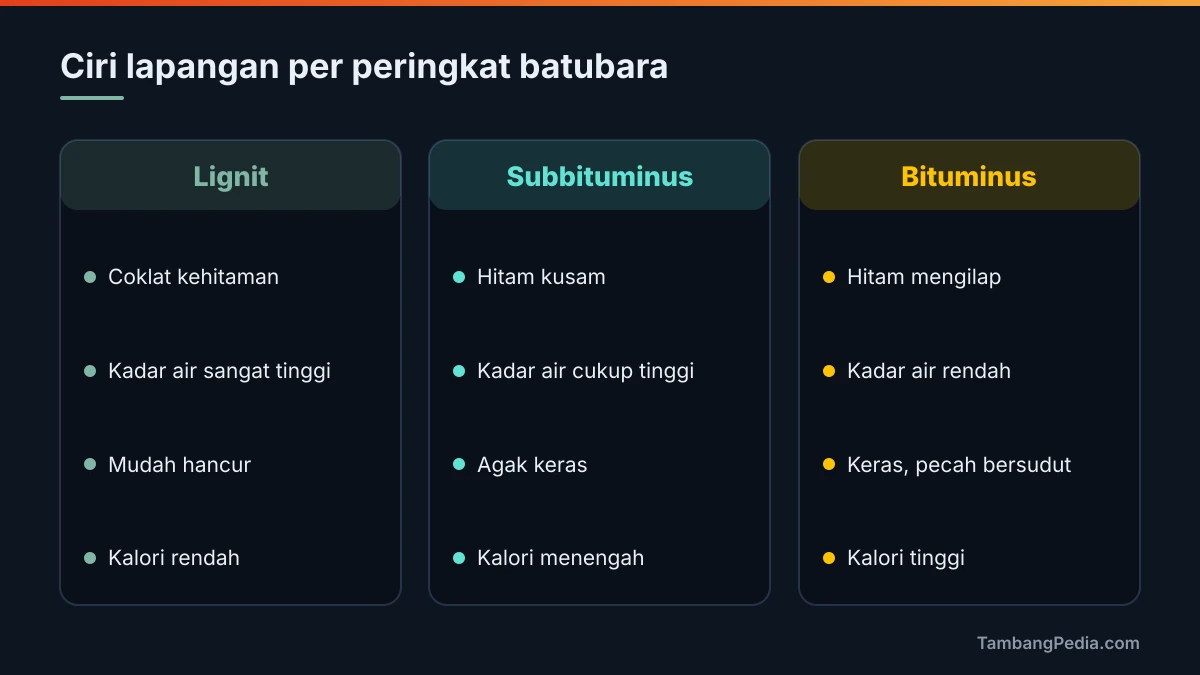 Ciri lapangan per peringkat batubara
Lignit
Coklat kehitaman
Kadar air sangat tinggi
Mudah hancur
Kalori rendah
Subbituminus
Hitam kusam
Kadar air cukup tinggi
Agak keras
Kalori menengah
Bituminus
Hitam mengilap
Kadar air rendah
Keras, pecah bersudut
Kalori tinggi
TambangPedia.com